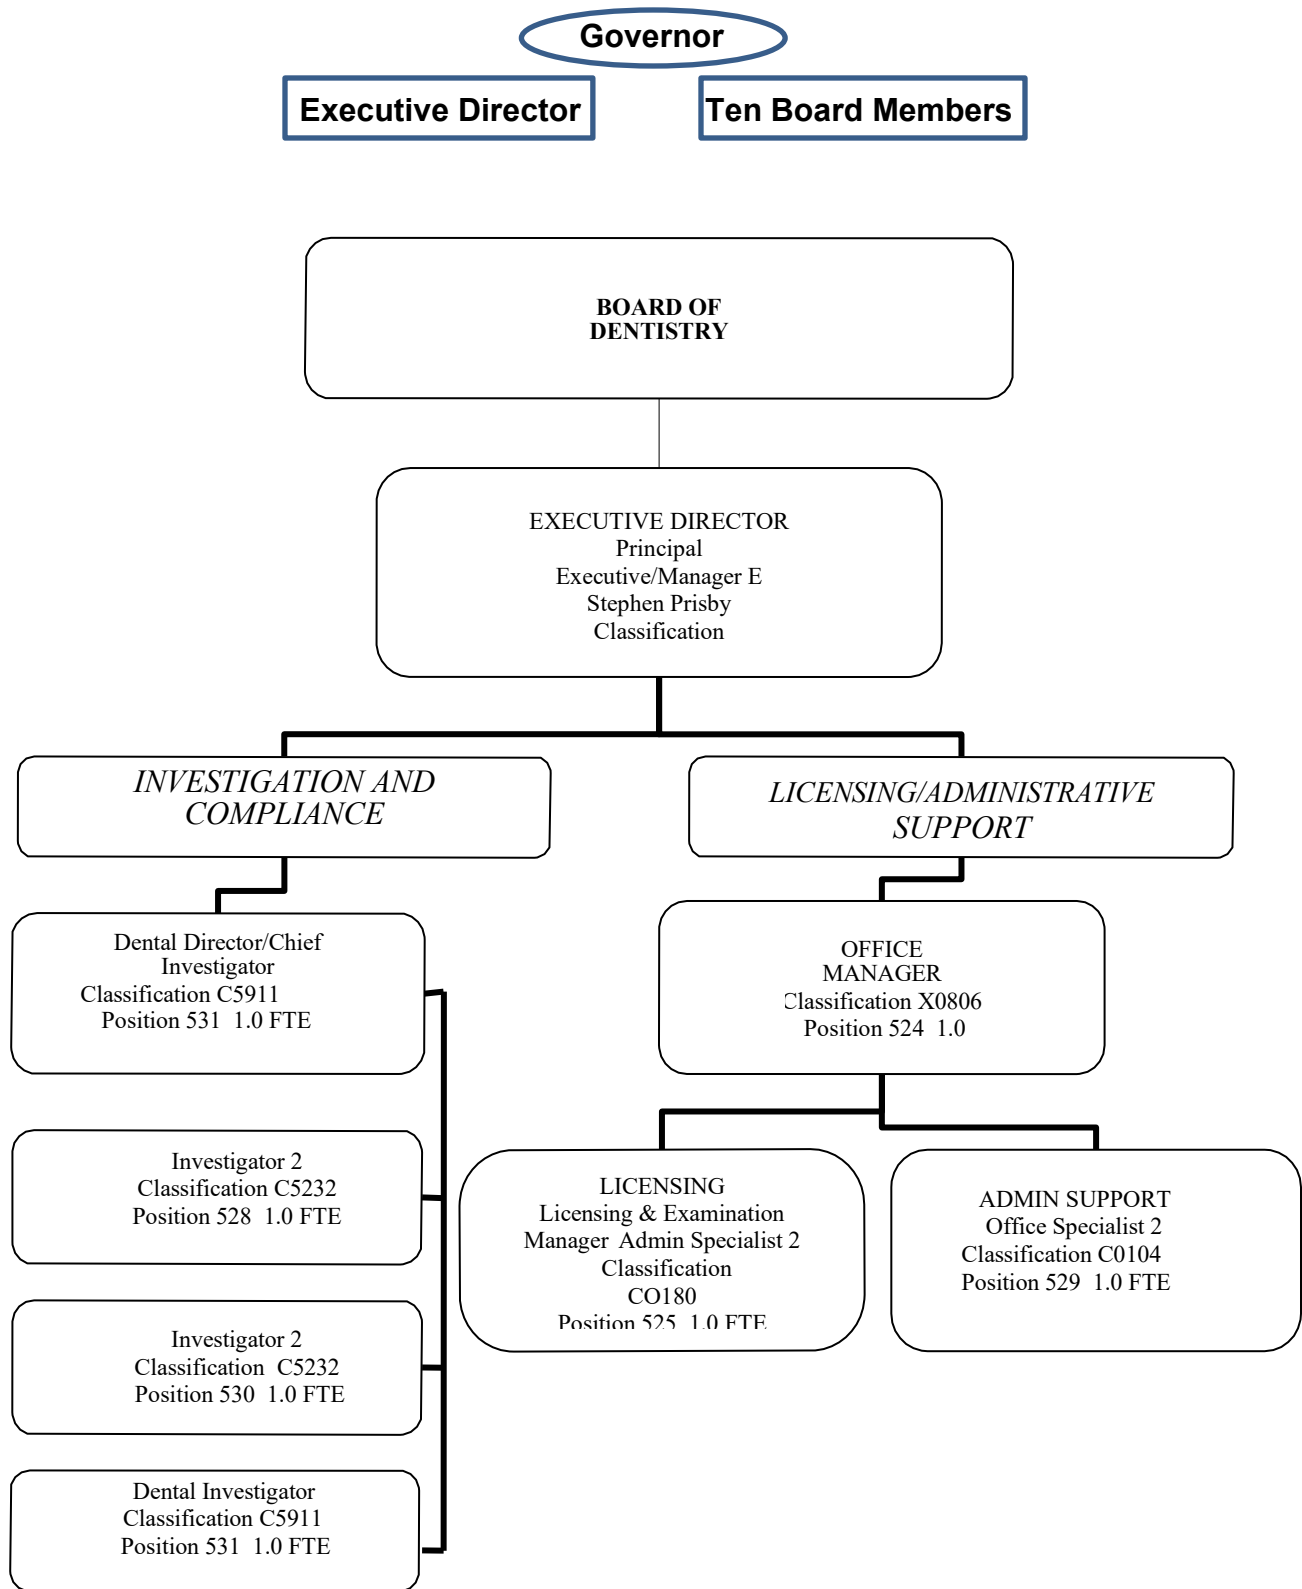 Governor
Executive Director
Ten Board Members
BOARD OF
DENTISTRY
EXECUTIVE DIRECTOR
Principal
Executive/Manager E
Stephen Prisby
Classification
INVESTIGATION AND
COMPLIANCE
LICENSING/ADMINISTRATIVE
SUPPORT
Dental Director/Chief
Investigator
Classification C5911
Position 531 1.0 FTE
OFFICE
MANAGER
Classification X0806
Position 524 1.0
Investigator 2
Classification C5232
Position 528 1.0 FTE
LICENSING
Licensing & Examination
Manager Admin Specialist 2
Classification
CO180
Position 525 1.0 FTE
ADMIN SUPPORT
Office Specialist 2
Classification C0104
Position 529 1.0 FTE
Investigator 2
Classification C5232
Position 530 1.0 FTE
Dental Investigator
Classification C5911
Position 531 1.0 FTE